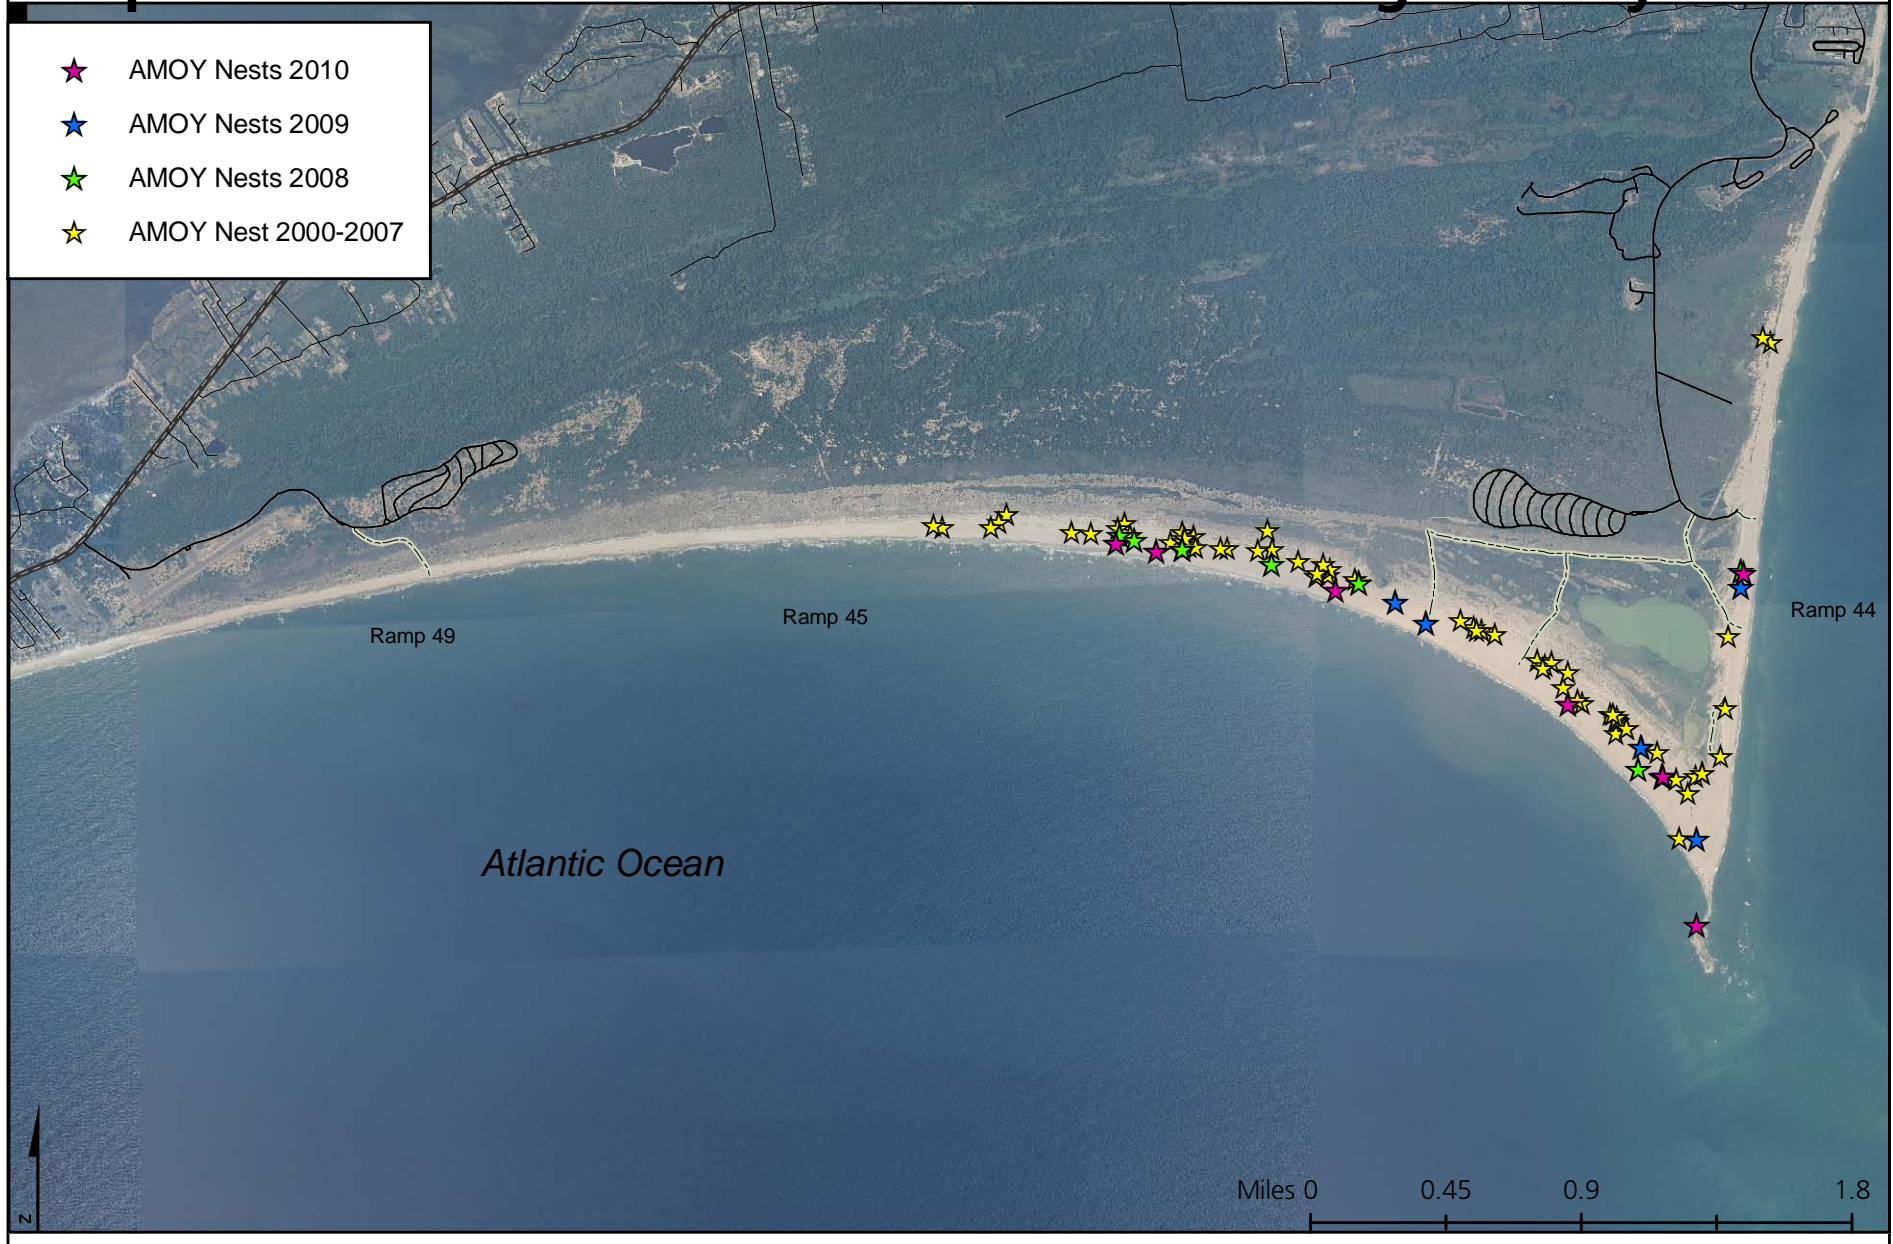 AMOY Nests 2010
AMOY Nests 2009
AMOY Nests 2008
AMOY Nest 2000-2007
Ramp 49
Ramp 45
Ramp 44
Atlantic Ocean
Miles 0 0.45 0.9 1.8
N